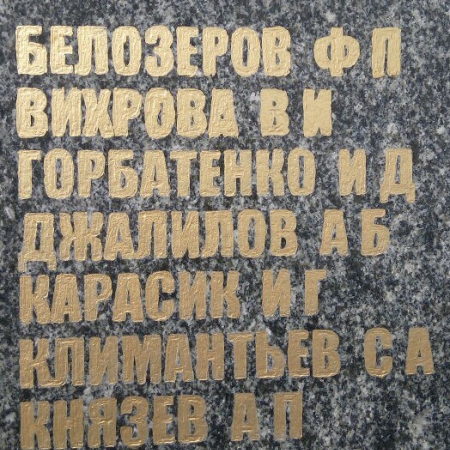 БЕЛОЗЕРОВ Ф П
ВИХРОВА В И
ГОРБАТЕНКО И Д
ДЖАЛИЛОВ А Б
КАРАСИК И Г
КЛИМАНТЬЕВ С А
КНЯЗЕВ А П